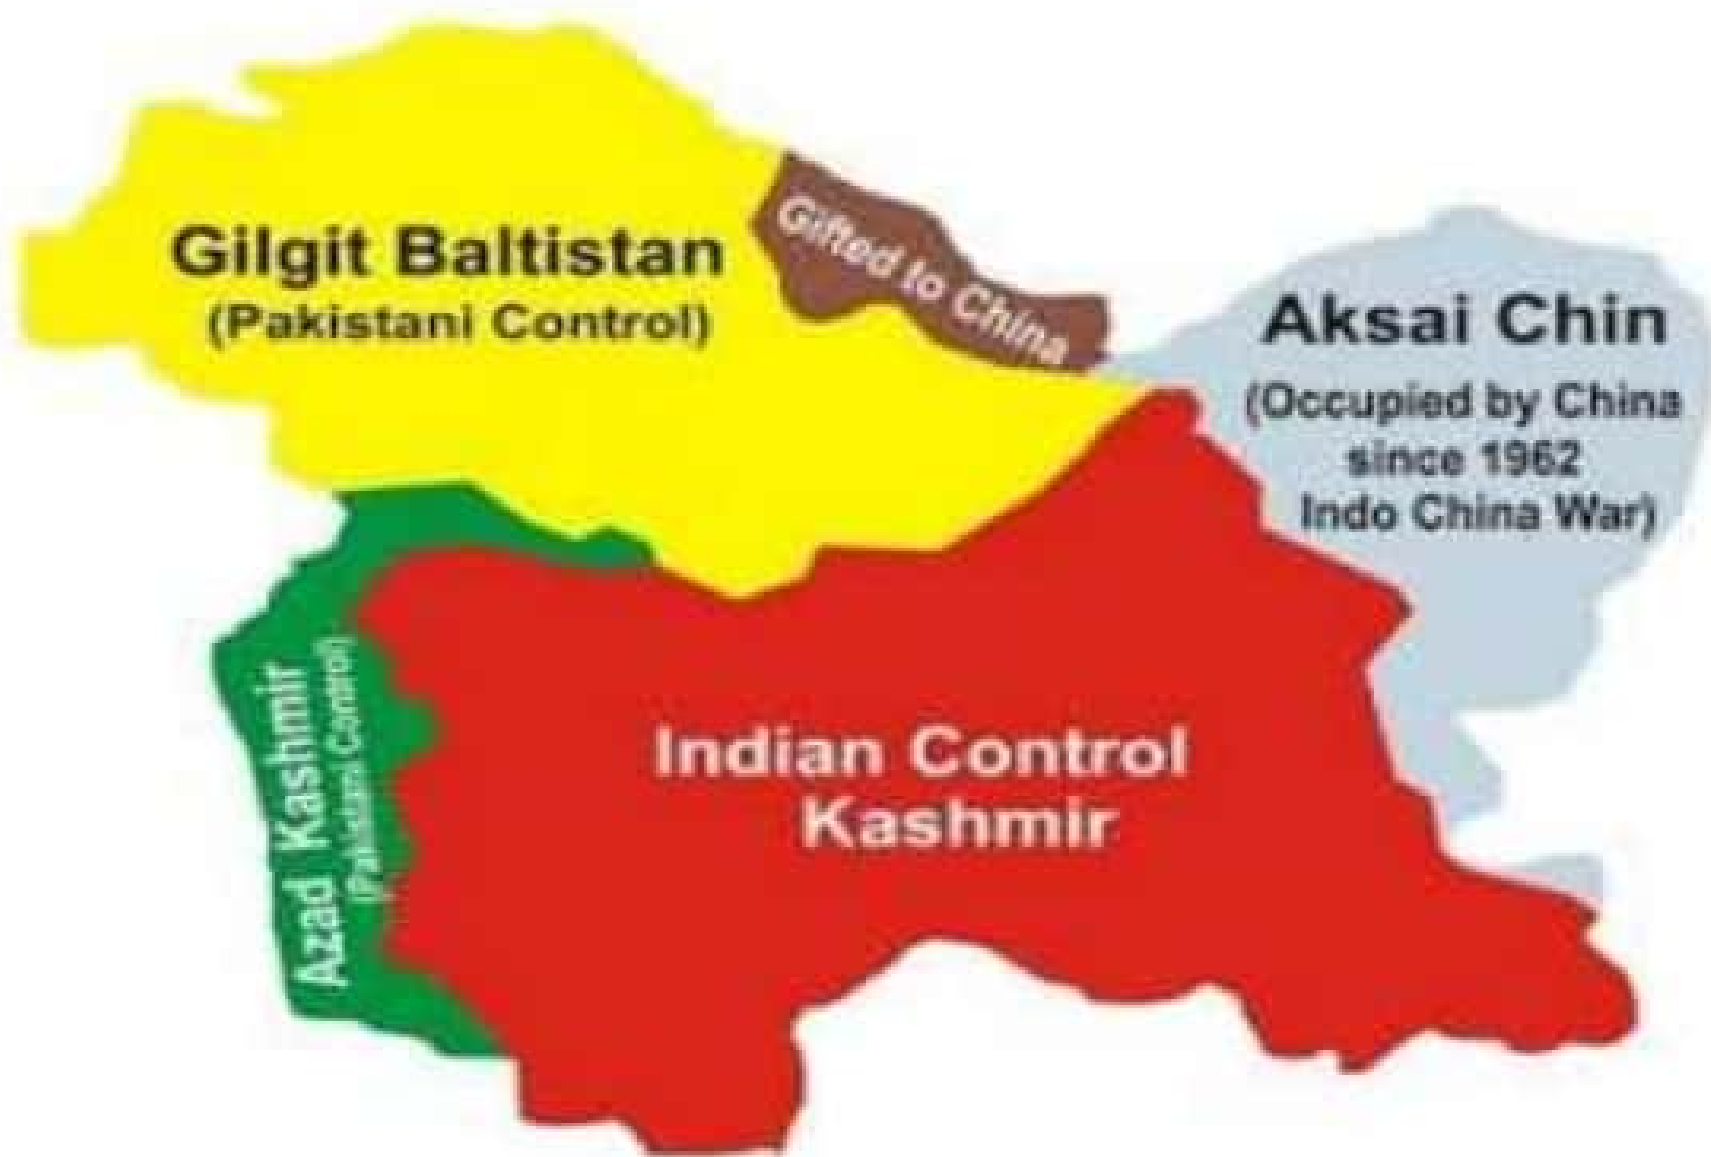 Gilgit Baltistan
(Pakistani Control)
Gifted to China
Aksai Chin
(Occupied by China
since 1962
Indo China War)
Azad Kashmir
(Pakistani Control)
Indian Control
Kashmir